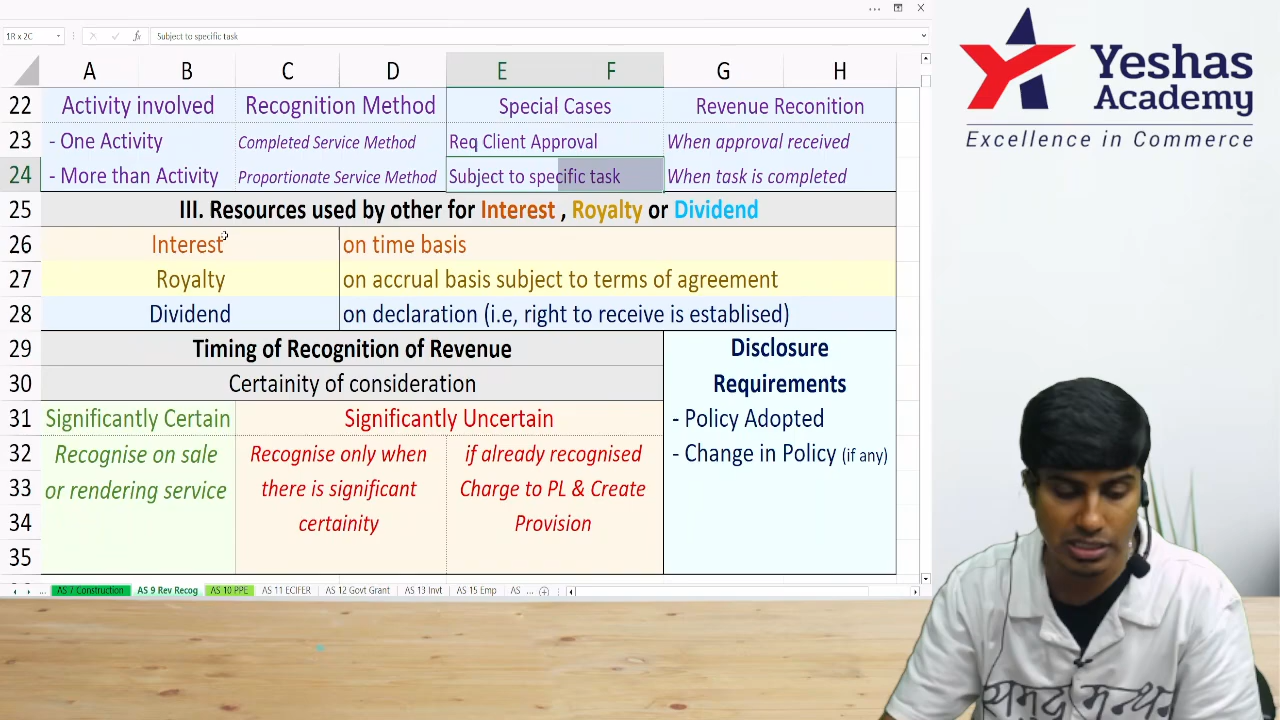 1R x 2C
Subject to specific task
A B C D E F G H
22 Activity involved Recognition Method Special Cases Revenue Reconition
23 - One Activity Completed Service Method Req Client Approval When approval received
24 - More than Activity Proportionate Service Method Subject to specific task When task is completed
25 III. Resources used by other for Interest , Royalty or Dividend
26 Interest on time basis
27 Royalty on accrual basis subject to terms of agreement
28 Dividend on declaration (i.e, right to receive is establised)
29 Timing of Recognition of Revenue Disclosure
30 Certainity of consideration Requirements
31 Significantly Certain Significantly Uncertain - Policy Adopted
32 Recognise on sale Recognise only when if already recognised - Change in Policy (if any)
33 or rendering service there is significant Charge to PL & Create
34 certainity Provision
35
AS 7 Construction AS 9 Rev Recog AS 10 PPE AS 11 ECIFER AS 12 Govt Grant AS 13 Invt AS 15 Emp AS ...
Yeshas
Academy
Excellence in Commerce
समुद्र मन्थन